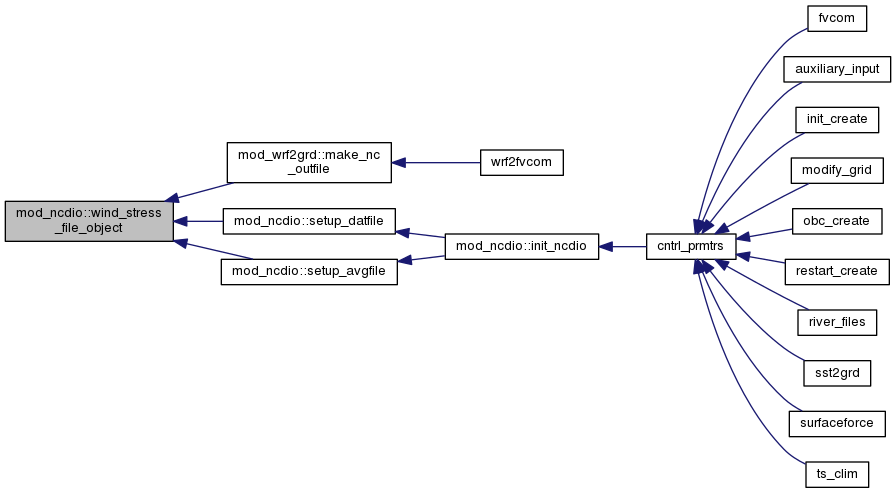 fvcom
auxiliary_input
init_create
modify_grid
mod_wrf2grd::make_nc
_outfile
wrf2fvcom
mod_ncdio::wind_stress
_file_object
mod_ncdio::setup_datfile
obc_create
mod_ncdio::init_ncdio
cntrl_prmtrs
mod_ncdio::setup_avgfile
restart_create
river_files
sst2grd
surfaceforce
ts_clim